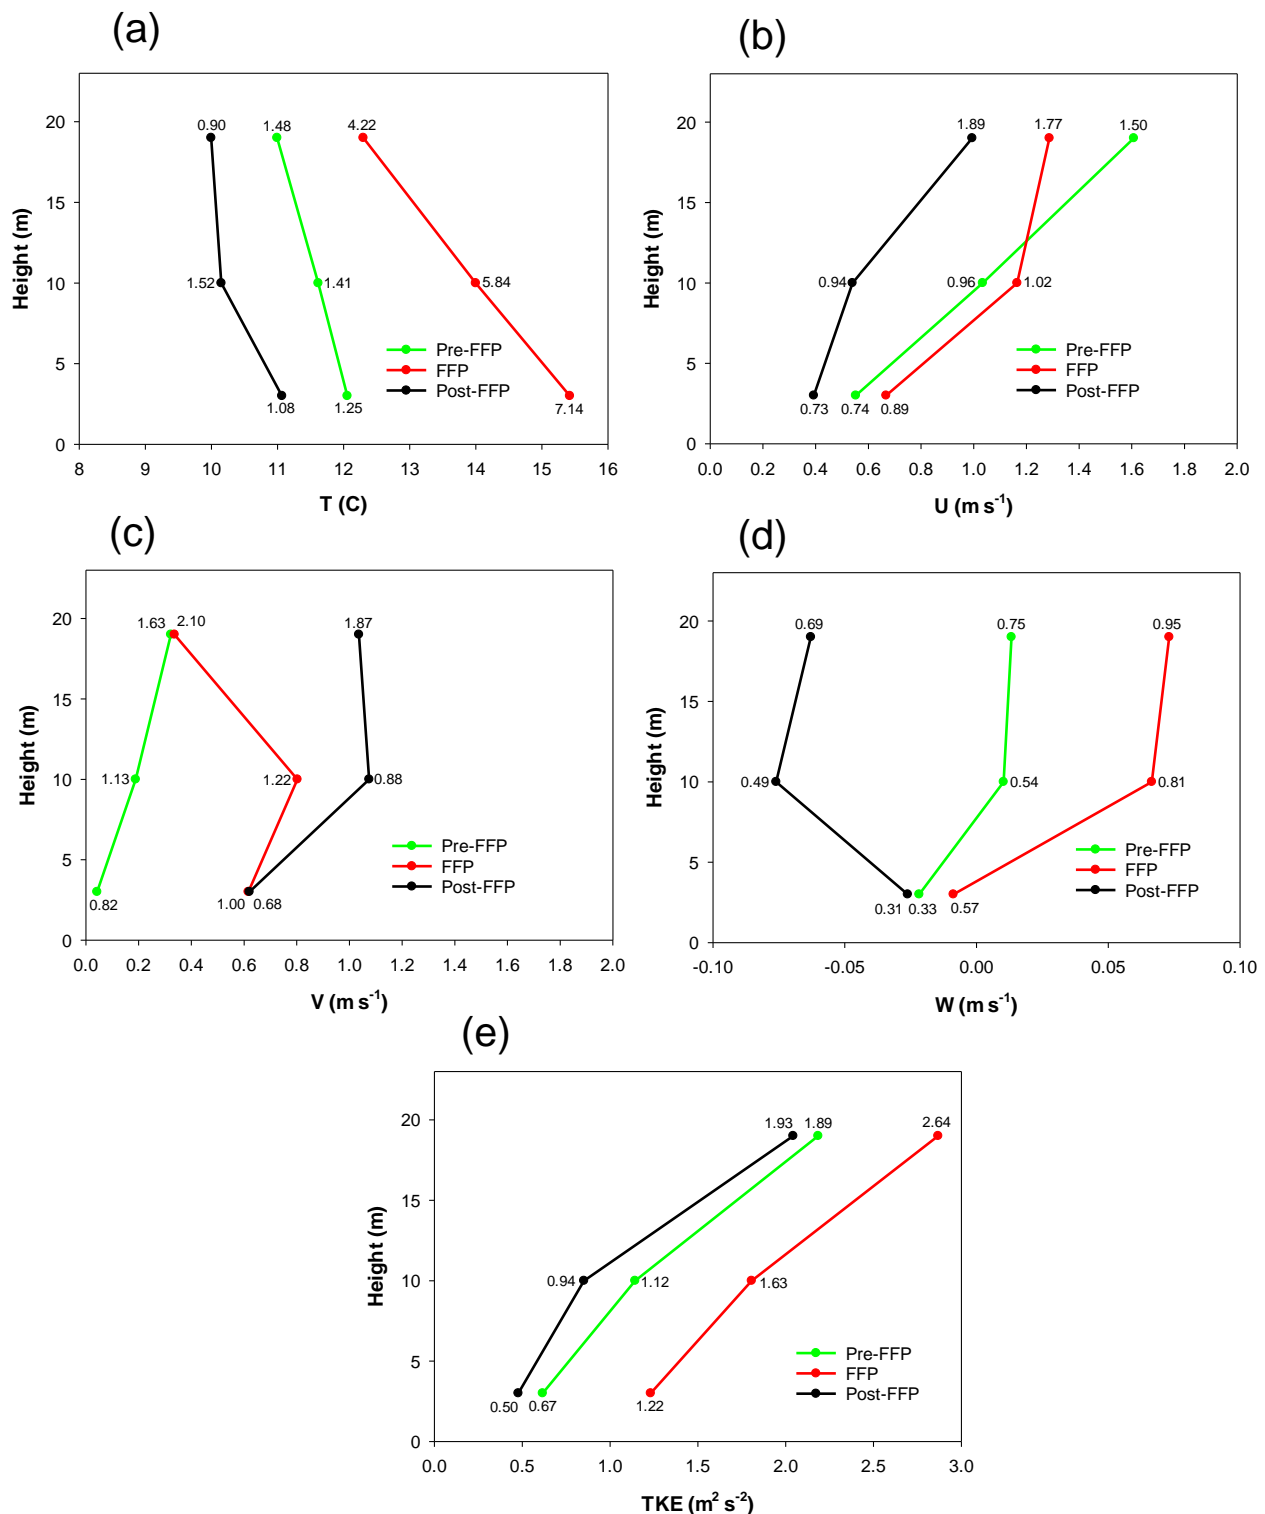 (a)
20
15
10
5
0
Height (m)
0.90 1.48 4.22
1.52 1.41 5.84
1.08 1.25 7.14
Pre-FFP
FFP
Post-FFP
8 9 10 11 12 13 14 15 16
T (C)
(b)
20
15
10
5
0
Height (m)
1.89 1.77 1.50
0.94 0.96 1.02
0.73 0.74 0.89
Pre-FFP
FFP
Post-FFP
0.0 0.2 0.4 0.6 0.8 1.0 1.2 1.4 1.6 1.8 2.0
U (m s⁻¹)
(c)
20
15
10
5
0
Height (m)
1.63 2.10 1.87
1.13 1.22 0.88
0.82 1.00 0.68
Pre-FFP
FFP
Post-FFP
0.0 0.2 0.4 0.6 0.8 1.0 1.2 1.4 1.6 1.8 2.0
V (m s⁻¹)
(d)
20
15
10
5
0
Height (m)
0.69 0.75 0.95
0.49 0.54 0.81
0.31 0.33 0.57
Pre-FFP
FFP
Post-FFP
-0.10 -0.05 0.00 0.05 0.10
W (m s⁻¹)
(e)
20
15
10
5
0
Height (m)
1.93 1.89 2.64
0.94 1.12 1.63
0.50 0.67 1.22
Pre-FFP
FFP
Post-FFP
0.0 0.5 1.0 1.5 2.0 2.5 3.0
TKE (m² s⁻²)